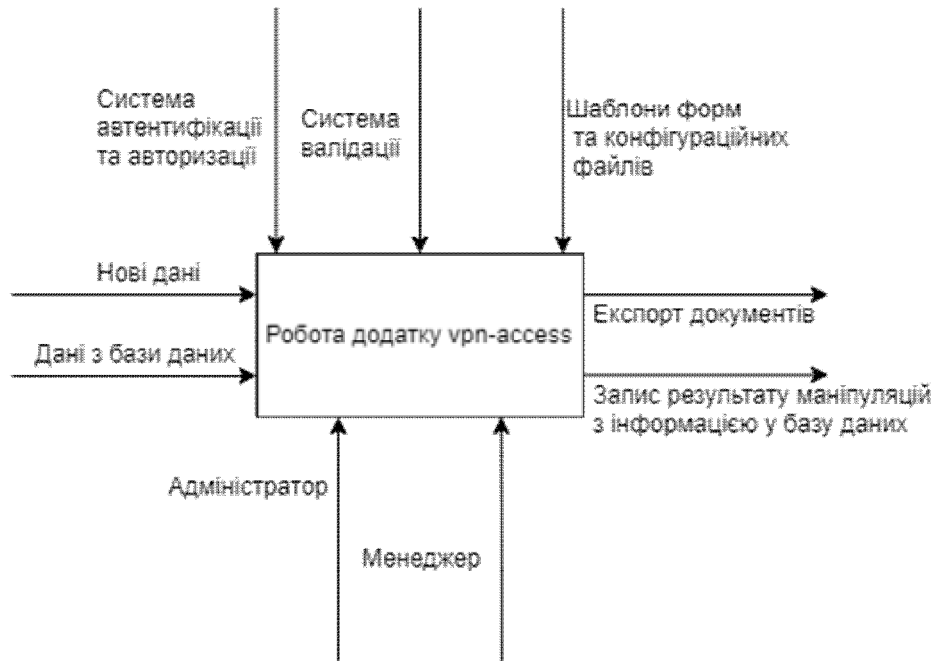 Система
автентифікації
та авторизації
Система
валідації
Шаблони форм
та конфігураційних
файлів
Нові дані
Дані з бази даних
Робота додатку vpn-access
Експорт документів
Запис результату маніпуляцій
з інформацією у базу даних
Адміністратор
Менеджер